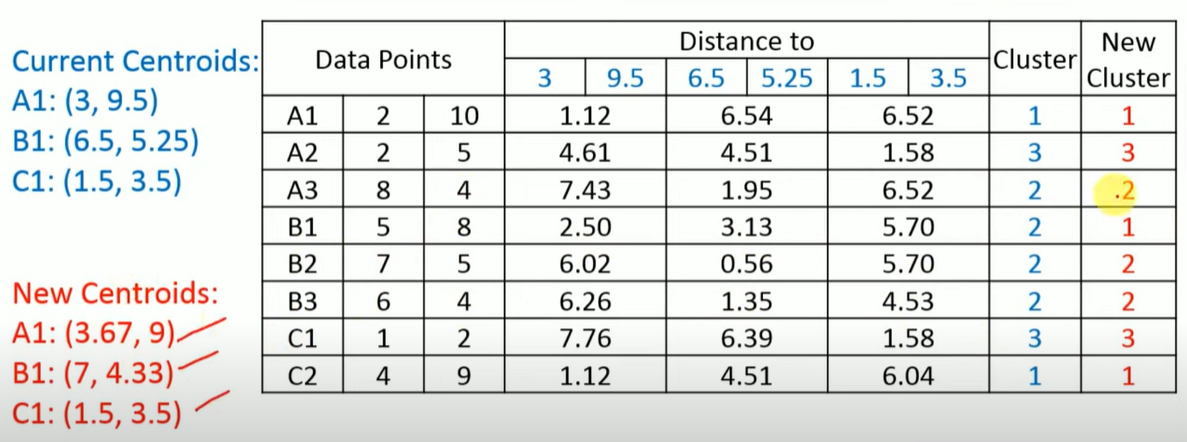 Current Centroids:
A1: (3, 9.5)
B1: (6.5, 5.25)
C1: (1.5, 3.5)
New Centroids:
A1: (3.67, 9)
B1: (7, 4.33)
C1: (1.5, 3.5)
Data Points Distance to Cluster New Cluster
3 9.5 6.5 5.25 1.5 3.5
A1 2 10 1.12 6.54 6.52 1 1
A2 2 5 4.61 4.51 1.58 3 3
A3 8 4 7.43 1.95 6.52 2 2
B1 5 8 2.50 3.13 5.70 2 1
B2 7 5 6.02 0.56 5.70 2 2
B3 6 4 6.26 1.35 4.53 2 2
C1 1 2 7.76 6.39 1.58 3 3
C2 4 9 1.12 4.51 6.04 1 1